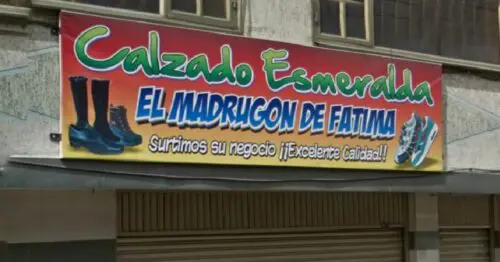 Calzado Esmeralda
EL MADRUGON DE FATIMA
Surtimos su negocio ¡¡Excelente Calidad!!